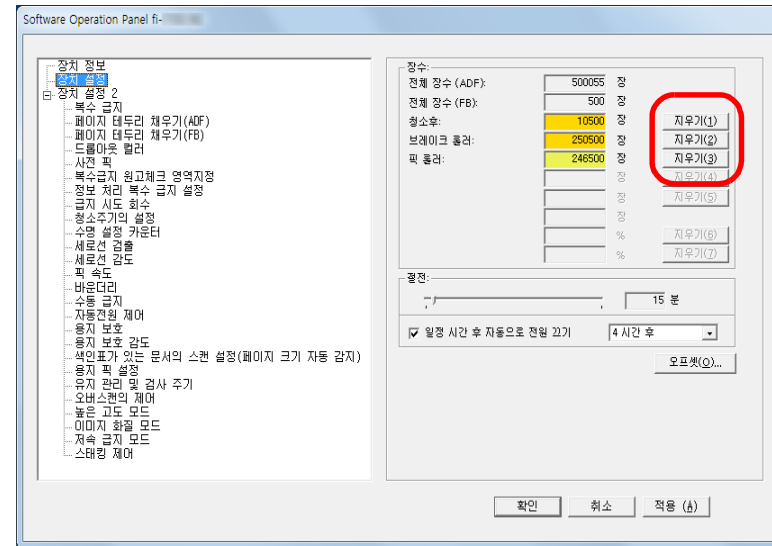 Software Operation Panel fi-
장치 정보
장치 설정
장치 설정 2
복수 급지
페이지 테두리 채우기(ADF)
페이지 테두리 채우기(FB)
드롭아웃 컬러
사전 픽
복수급지 원고체크 영역지정
정보 처리 복수 급지 설정
급지 시도 회수
청소주기의 설정
수명 설정 카운터
세로선 검출
세로선 감도
픽 속도
바운더리
수동 급지
자동전원 제어
용지 보호
용지 보호 감도
색인표가 있는 문서의 스캔 설정(페이지 크기 자동 감지)
용지 픽 설정
유지 관리 및 검사 주기
오버스캔의 제어
높은 고도 모드
이미지 화질 모드
저속 급지 모드
스태킹 제어
장수:
전체 장수 (ADF): 500055 장
전체 장수 (FB): 500 장
청소후: 10500 장 지우기(1)
브레이크 롤러: 250500 장 지우기(2)
픽 롤러: 246500 장 지우기(3)
장 지우기(4)
장 지우기(5)
장
% 지우기(6)
% 지우기(7)
절전:
15 분
일정 시간 후 자동으로 전원 끄기 4 시간 후
오프셋(O)...
확인 취소 적용 (A)